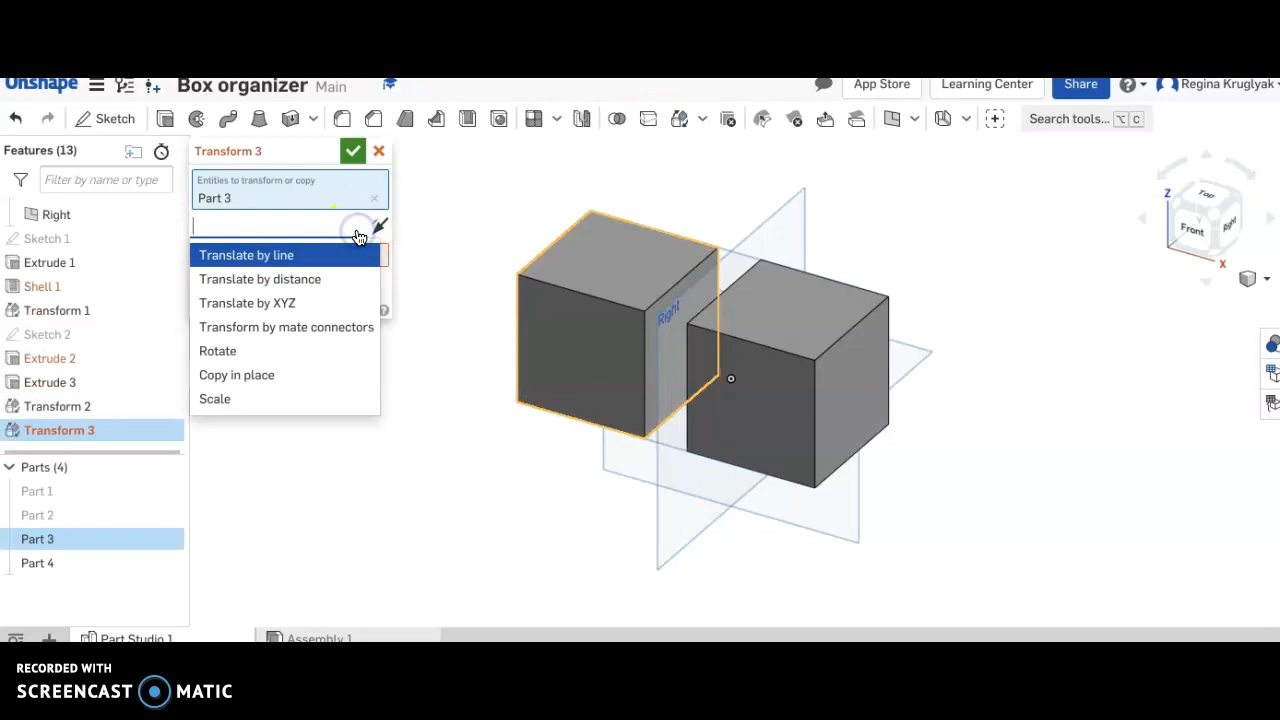 Onshape Box organizer Main App Store Learning Center Share ? Regina Kruglyak
Sketch Search tools... ⌥ C
Features (13)
Filter by name or type
Right
Sketch 1
Extrude 1
Shell 1
Transform 1
Sketch 2
Extrude 2
Extrude 3
Transform 2
Transform 3
Parts (4)
Part 1
Part 2
Part 3
Part 4
Transform 3
Entities to transform or copy
Part 3
Translate by line
Translate by distance
Translate by XYZ
Transform by mate connectors
Rotate
Copy in place
Scale
Right
Z
Top
Y
Front
Right
X
Part Studio 1 Assembly 1
RECORDED WITH
SCREENCAST MATIC